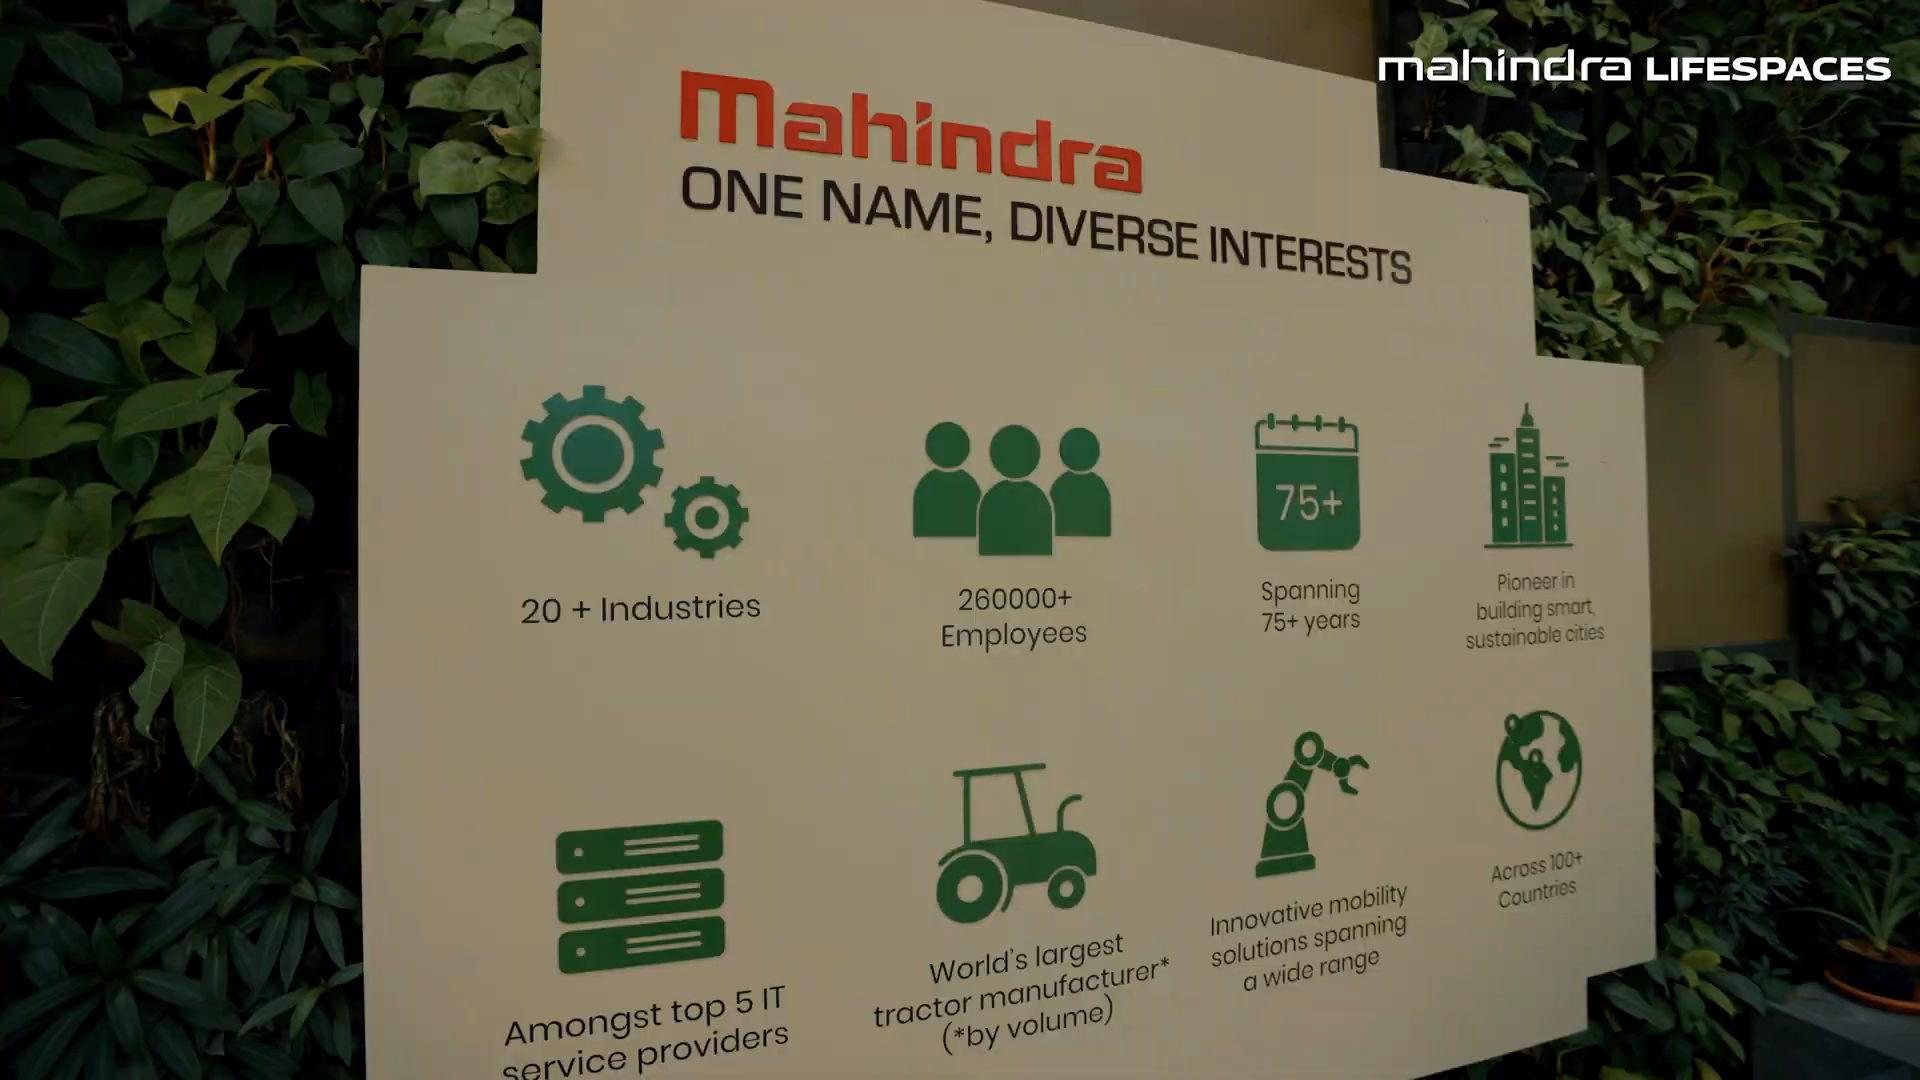 mahindra LIFESPACES
Mahindra
ONE NAME, DIVERSE INTERESTS
20 + Industries
260000+
Employees
75+
Spanning
75+ years
Pioneer in
building smart,
sustainable cities
Amongst top 5 IT
service providers
World's largest
tractor manufacturer*
(*by volume)
Innovative mobility
solutions spanning
a wide range
Across 100+
Countries